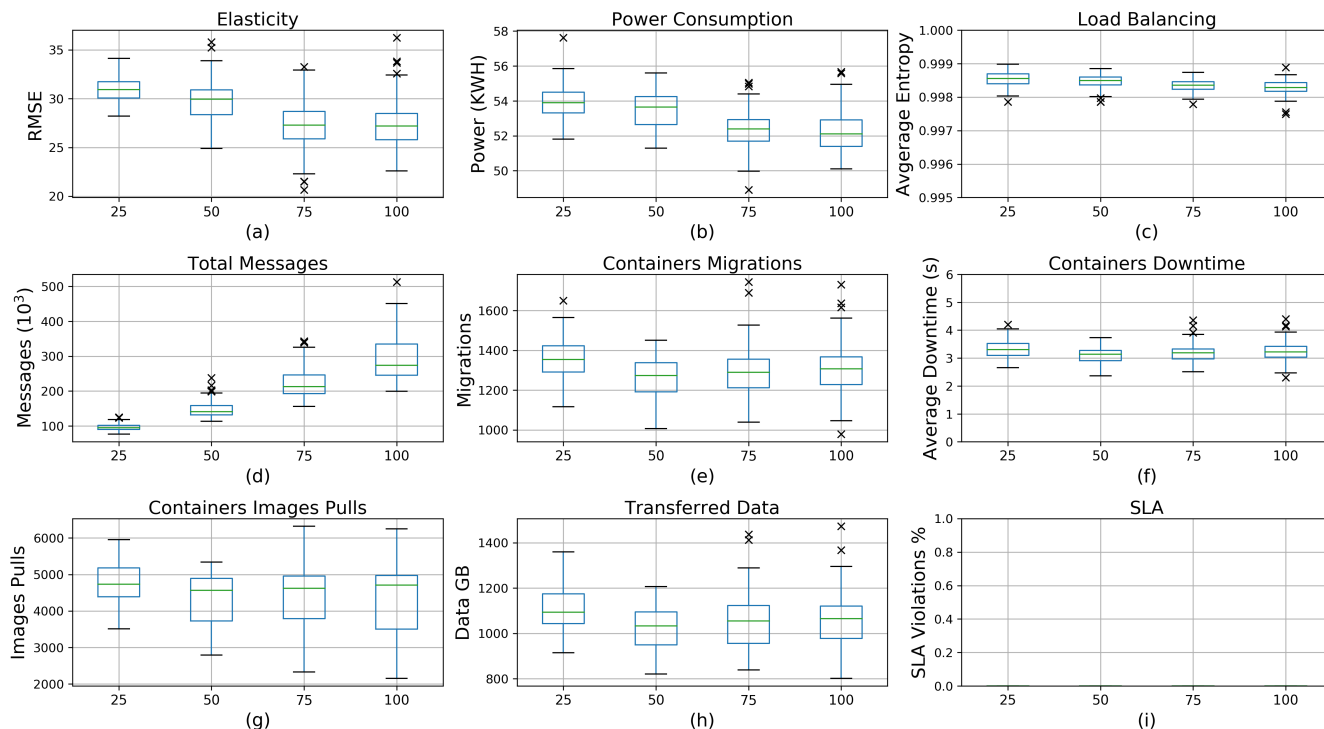 Elasticity
RMSE
35
30
25
20
25 50 75 100
(a)
Power Consumption
Power (KWH)
58
56
54
52
50
25 50 75 100
(b)
Load Balancing
Avgerage Entropy
1.000
0.999
0.998
0.997
0.996
0.995
25 50 75 100
(c)
Total Messages
Messages (10³)
500
400
300
200
100
25 50 75 100
(d)
Containers Migrations
Migrations
1600
1400
1200
1000
25 50 75 100
(e)
Containers Downtime
Average Downtime (s)
6
5
4
3
2
1
0
25 50 75 100
(f)
Containers Images Pulls
Images Pulls
6000
5000
4000
3000
2000
25 50 75 100
(g)
Transferred Data
Data GB
1400
1200
1000
800
25 50 75 100
(h)
SLA
SLA Violations %
1.0
0.8
0.6
0.4
0.2
0.0
25 50 75 100
(i)